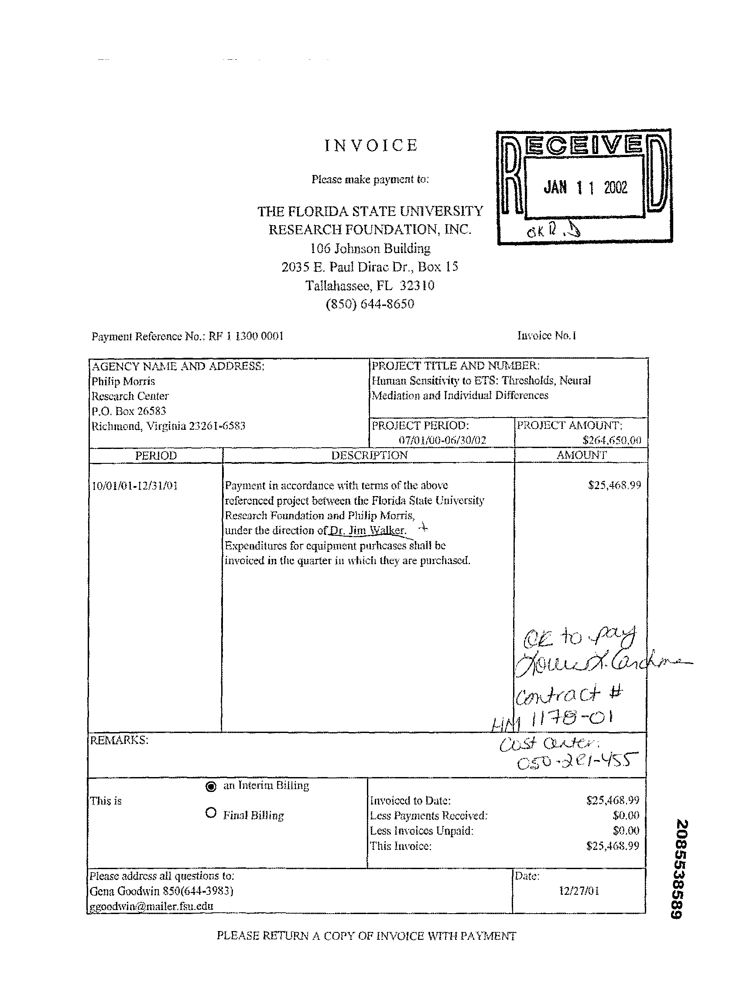 INVOICE
RECEIVED
JAN 11 2002
OK R.D
Please make payment to:
THE FLORIDA STATE UNIVERSITY
RESEARCH FOUNDATION, INC.
106 Johnson Building
2035 E. Paul Dirac Dr., Box 15
Tallahassee, FL 32310
(850) 644-8650
Payment Reference No.: RF 1 1300 0001
Invoice No.1
AGENCY NAME AND ADDRESS:
Philip Morris
Research Center
P.O. Box 26583
Richmond, Virginia 23261-6583
PROJECT TITLE AND NUMBER:
Human Sensitivity to ETS: Thresholds, Neural
Mediation and Individual Differences
PROJECT PERIOD:
07/01/00-06/30/02
PROJECT AMOUNT:
$264,650.00
PERIOD DESCRIPTION AMOUNT
10/01/01-12/31/01
Payment in accordance with terms of the above
referenced project between the Florida State University
Research Foundation and Philip Morris,
under the direction of Dr. Jim Walker.
Expenditures for equipment purhcases shall be
invoiced in the quarter in which they are purchased.
$25,468.99
OK to pay
Contract #
HM 1178-01
REMARKS:
Cost Center:
050-281-455
This is
an Interim Billing
Final Billing
Invoiced to Date: $25,468.99
Less Payments Received: $0.00
Less Invoices Unpaid: $0.00
This Invoice: $25,468.99
Please address all questions to:
Gena Goodwin 850(644-3983)
ggoodwin@mailer.fsu.edu
Date:
12/27/01
2085538589
PLEASE RETURN A COPY OF INVOICE WITH PAYMENT